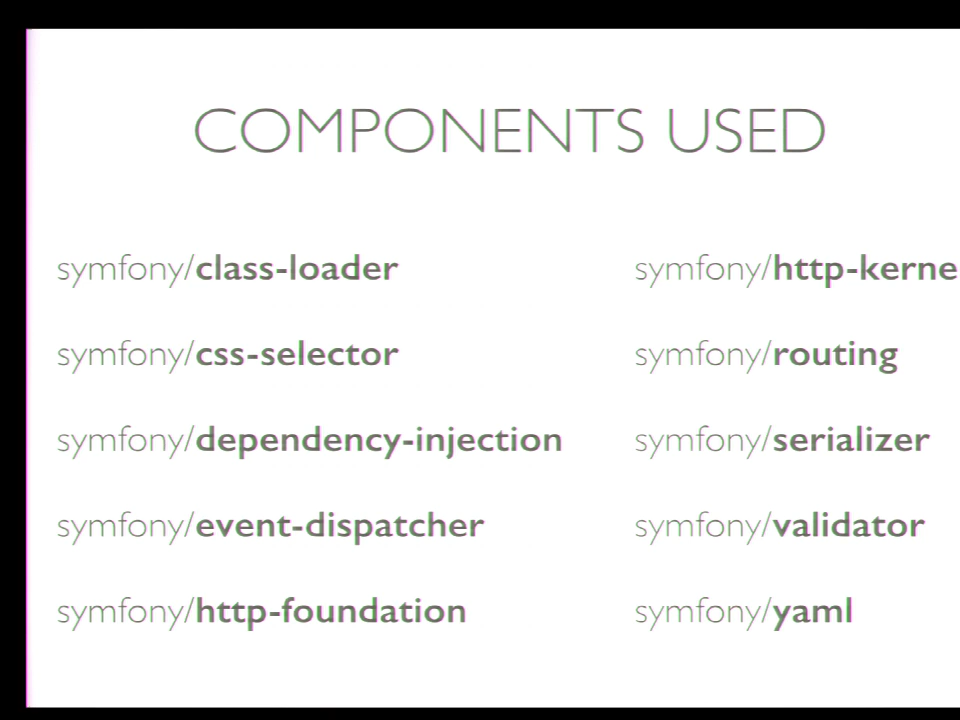 COMPONENTS USED
symfony/class-loader
symfony/css-selector
symfony/dependency-injection
symfony/event-dispatcher
symfony/http-foundation
symfony/http-kerne
symfony/routing
symfony/serializer
symfony/validator
symfony/yaml